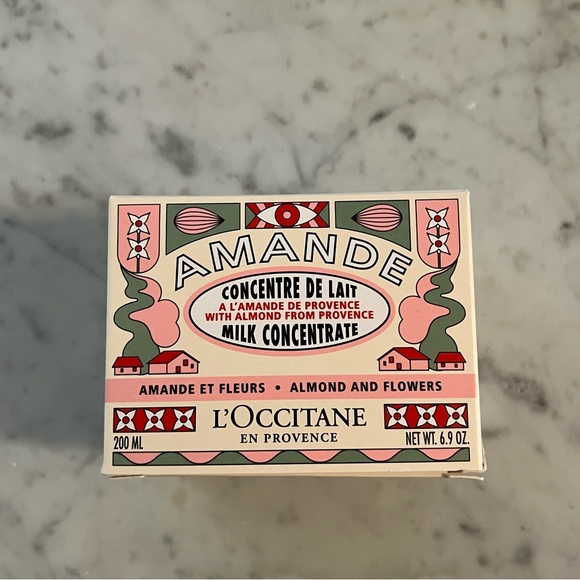 AMANDE
CONCENTRE DE LAIT
A L'AMANDE DE PROVENCE
WITH ALMOND FROM PROVENCE
MILK CONCENTRATE
AMANDE ET FLEURS • ALMOND AND FLOWERS
L'OCCITANE
EN PROVENCE
200 ML
NET WT. 6.9 OZ.